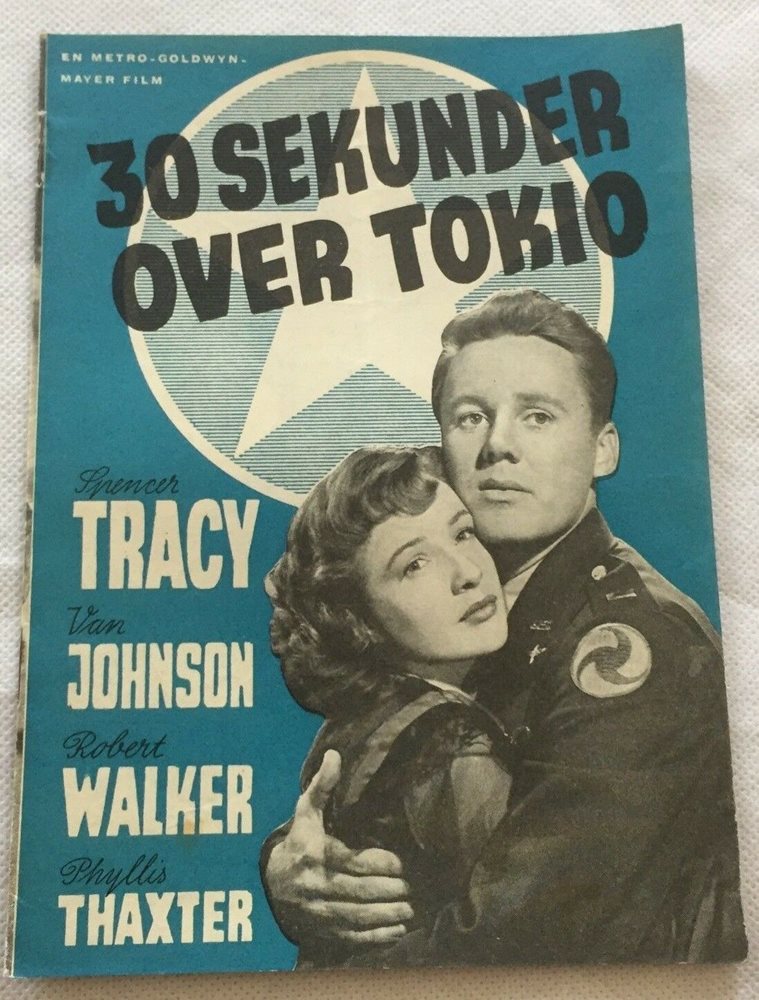 EN METRO-GOLDWYN-
MAYER FILM
30 SEKUNDER
OVER TOKIO
Spencer
TRACY
Van
JOHNSON
Robert
WALKER
Phyllis
THAXTER